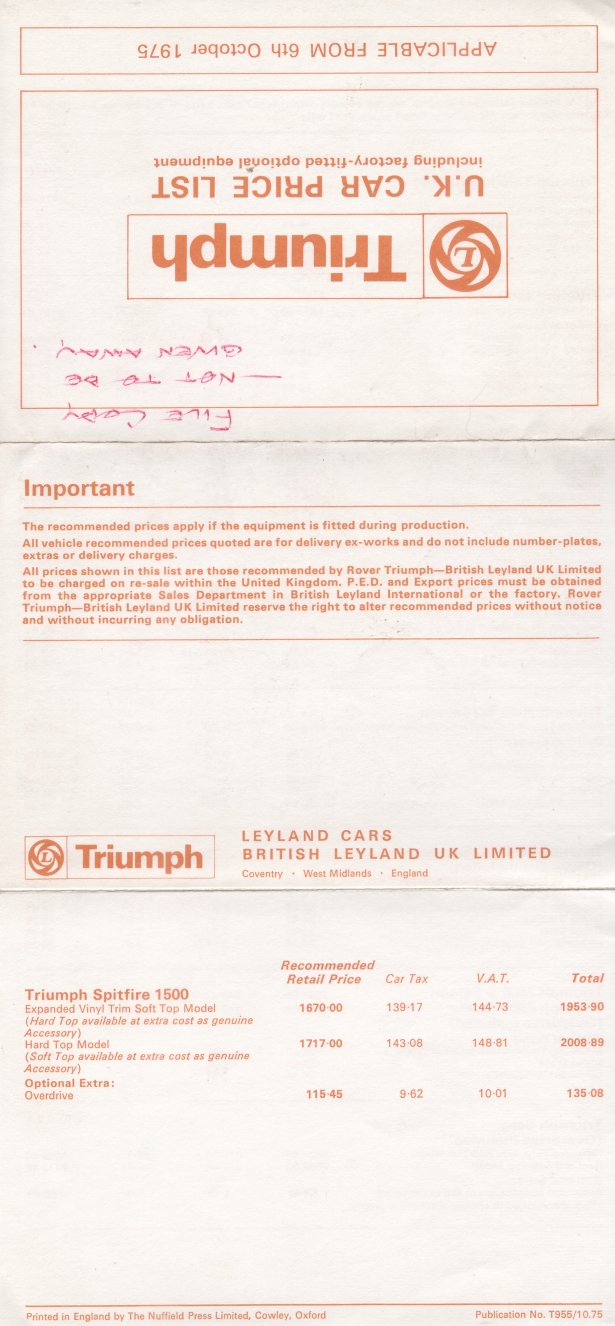 APPLICABLE FROM 6th October 1975
U.K. CAR PRICE LIST
including factory-fitted optional equipment
L Triumph
FILE COPY
— NOT TO BE
GIVEN AWAY.
Important
The recommended prices apply if the equipment is fitted during production.
All vehicle recommended prices quoted are for delivery ex-works and do not include number-plates,
extras or delivery charges.
All prices shown in this list are those recommended by Rover Triumph—British Leyland UK Limited
to be charged on re-sale within the United Kingdom. P.E.D. and Export prices must be obtained
from the appropriate Sales Department in British Leyland International or the factory. Rover
Triumph—British Leyland UK Limited reserve the right to alter recommended prices without notice
and without incurring any obligation.
L Triumph
LEYLAND CARS
BRITISH LEYLAND UK LIMITED
Coventry · West Midlands · England
Recommended
Retail Price Car Tax V.A.T. Total
Triumph Spitfire 1500
Expanded Vinyl Trim Soft Top Model 1670·00 139·17 144·73 1953·90
(Hard Top available at extra cost as genuine
Accessory)
Hard Top Model 1717·00 143·08 148·81 2008·89
(Soft Top available at extra cost as genuine
Accessory)
Optional Extra:
Overdrive 115·45 9·62 10·01 135·08
Printed in England by The Nuffield Press Limited, Cowley, Oxford Publication No. T955/10.75